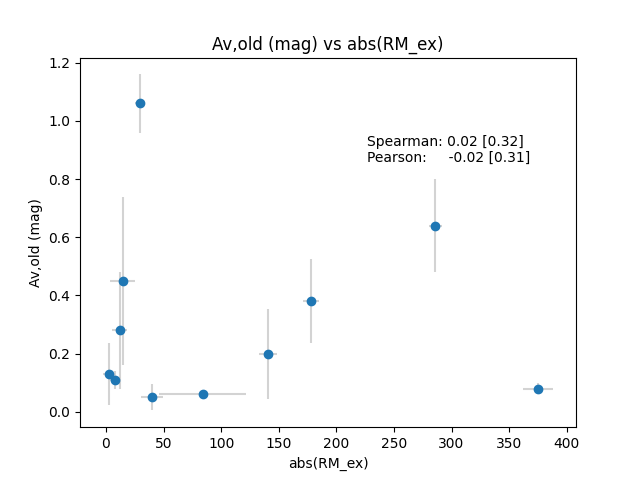 Av,old (mag) vs abs(RM_ex)
1.2
1.0
0.8
0.6
0.4
0.2
0.0
Av,old (mag)
Spearman: 0.02 [0.32]
Pearson: -0.02 [0.31]
0 50 100 150 200 250 300 350 400
abs(RM_ex)